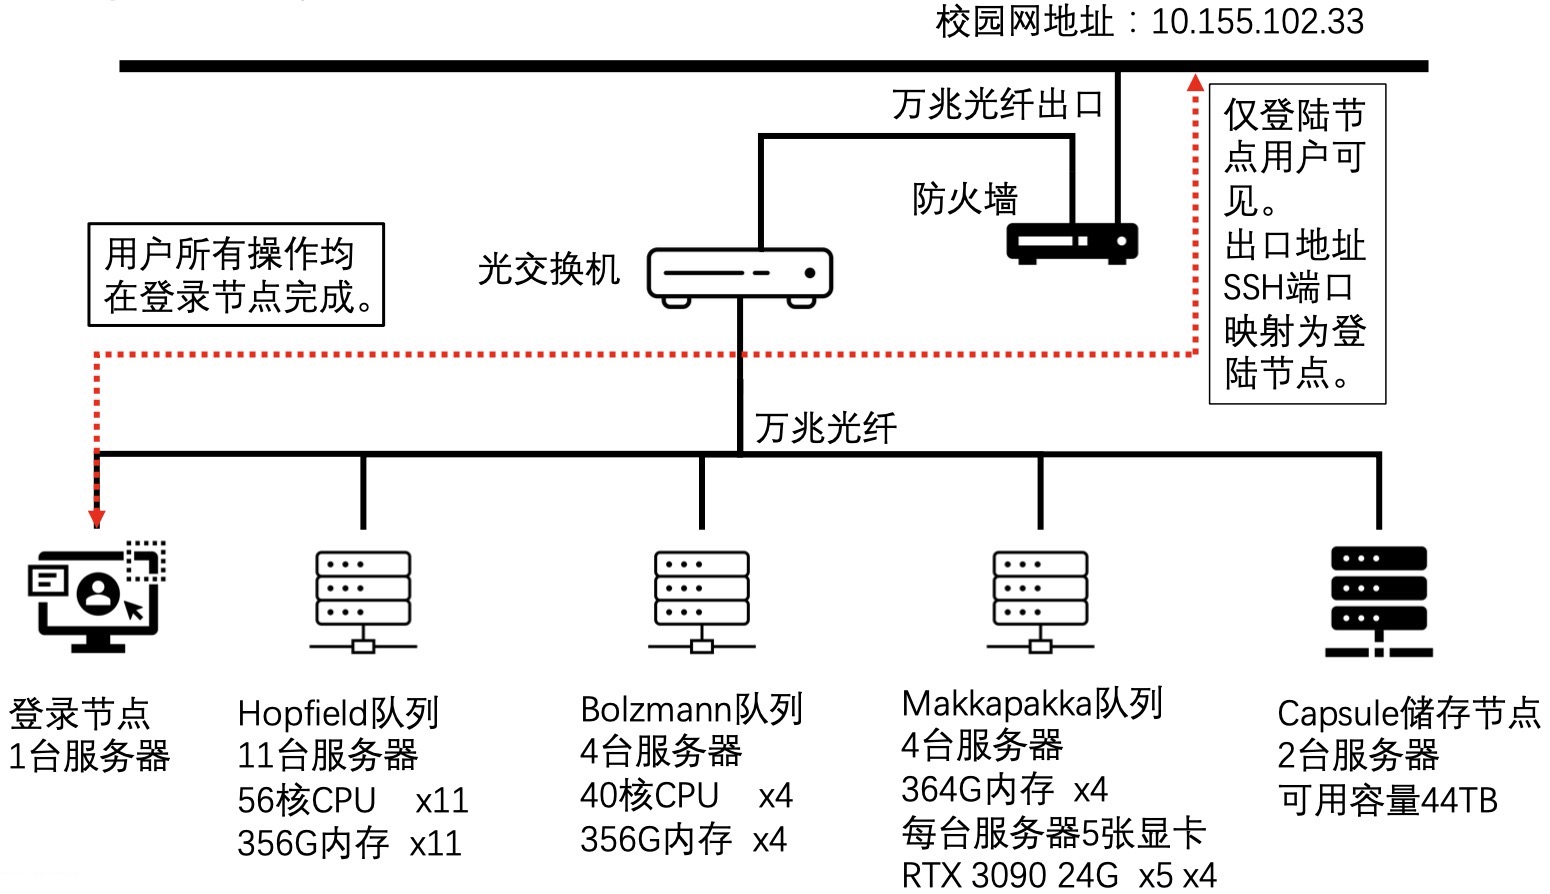 校园网地址：10.155.102.33
万兆光纤出口
仅登陆节
点用户可
见。
出口地址
SSH端口
映射为登
陆节点。
防火墙
用户所有操作均
在登录节点完成。
光交换机
万兆光纤
登录节点
1台服务器
Hopfield队列
11台服务器
56核CPU x11
356G内存 x11
Bolzmann队列
4台服务器
40核CPU x4
356G内存 x4
Makkapakka队列
4台服务器
364G内存 x4
每台服务器5张显卡
RTX 3090 24G x5 x4
Capsule储存节点
2台服务器
可用容量44TB